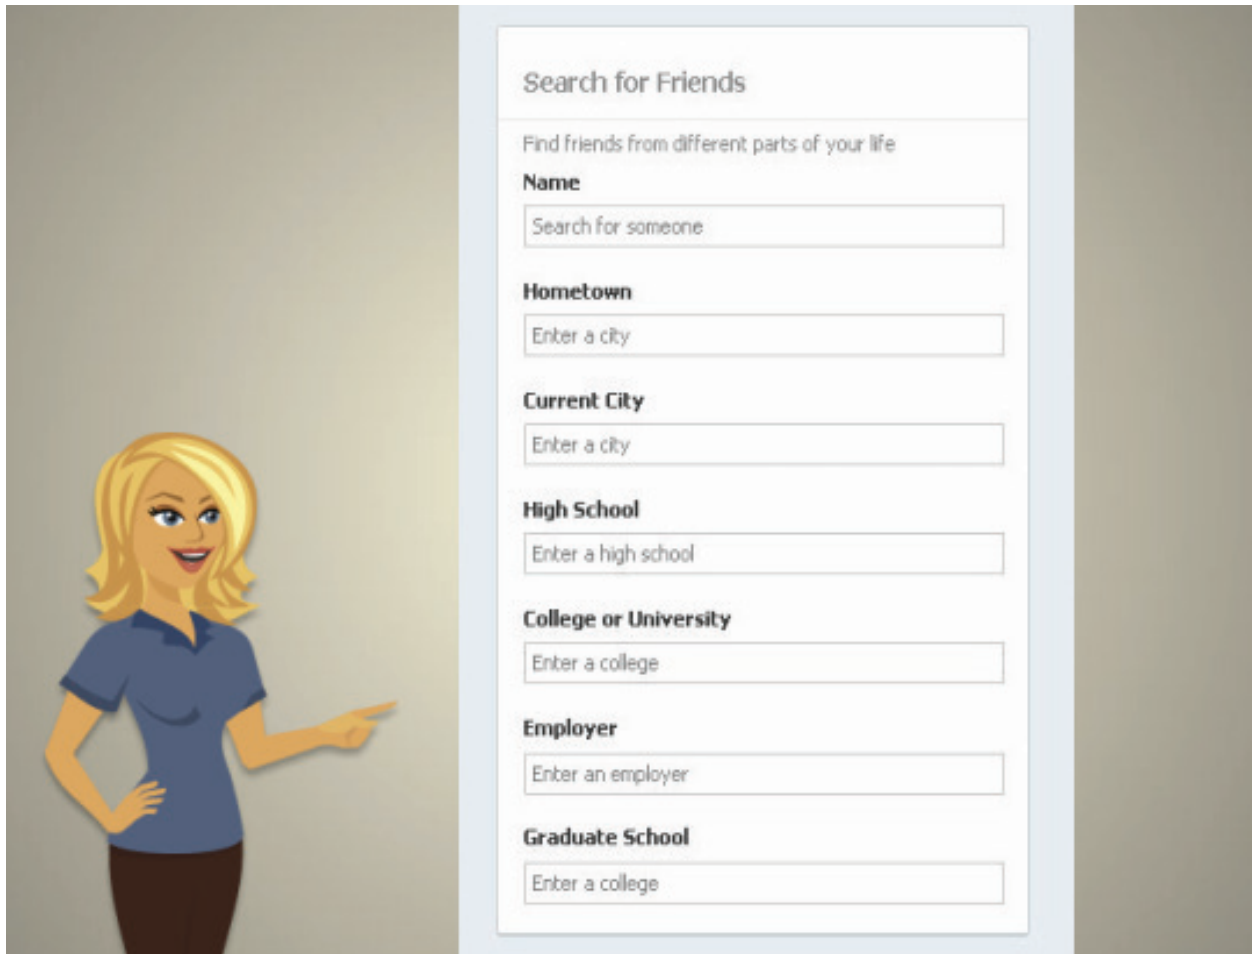 Search for Friends
Find friends from different parts of your life
Name
Search for someone
Hometown
Enter a city
Current City
Enter a city
High School
Enter a high school
College or University
Enter a college
Employer
Enter an employer
Graduate School
Enter a college